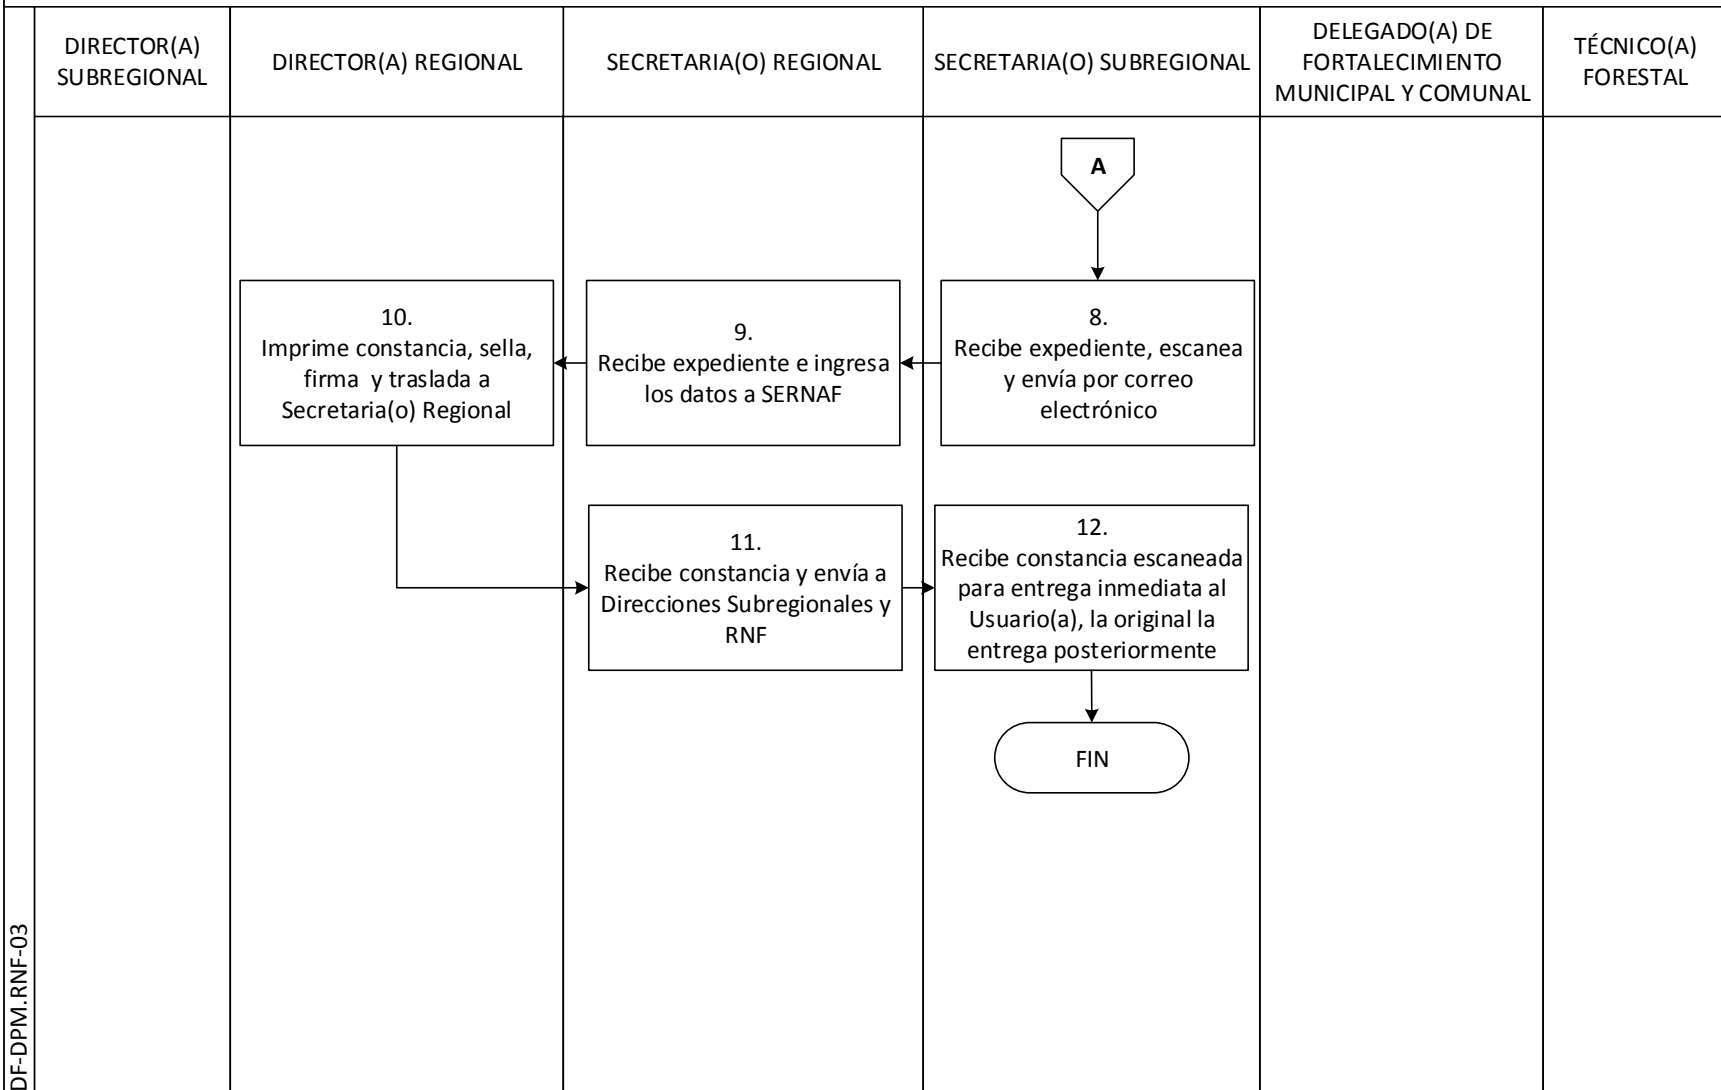 DIRECTOR(A)
SUBREGIONAL
DIRECTOR(A) REGIONAL
SECRETARIA(O) REGIONAL
SECRETARIA(O) SUBREGIONAL
DELEGADO(A) DE
FORTALECIMIENTO
MUNICIPAL Y COMUNAL
TÉCNICO(A)
FORESTAL
A
8.
Recibe expediente, escanea
y envía por correo
electrónico
9.
Recibe expediente e ingresa
los datos a SERNAF
10.
Imprime constancia, sella,
firma y traslada a
Secretaria(o) Regional
11.
Recibe constancia y envía a
Direcciones Subregionales y
RNF
12.
Recibe constancia escaneada
para entrega inmediata al
Usuario(a), la original la
entrega posteriormente
FIN
DF-DPM.RNF-03